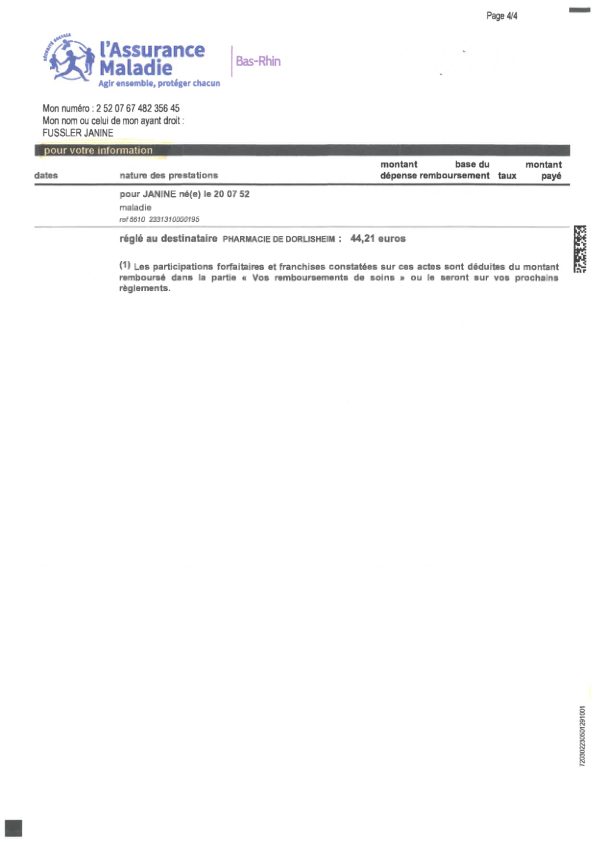 Page 4/4
SÉCURITÉ SOCIALE
l'Assurance
Maladie
Agir ensemble, protéger chacun
Bas-Rhin
Mon numéro : 2 52 07 67 482 356 45
Mon nom ou celui de mon ayant droit :
FUSSLER JANINE
pour votre information
dates nature des prestations montant dépense base du remboursement taux montant payé
pour JANINE né(e) le 20 07 52
maladie
ref 6610 2331310000195
réglé au destinataire PHARMACIE DE DORLISHEIM : 44,21 euros
(1) Les participations forfaitaires et franchises constatées sur ces actes sont déduites du montant
remboursé dans la partie « Vos remboursements de soins » ou le seront sur vos prochains
règlements.
720302230501291001